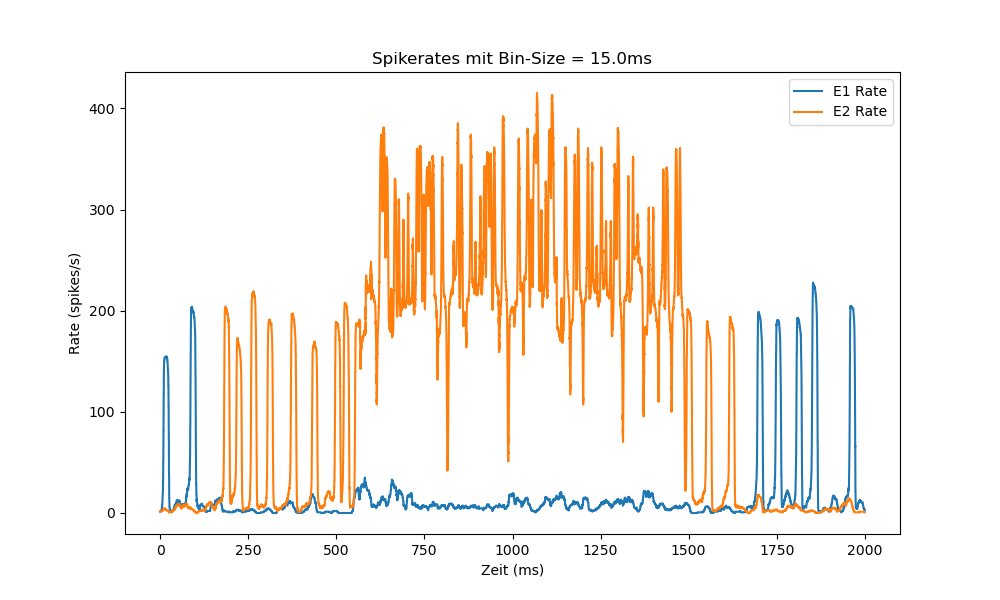 Spikerates mit Bin-Size = 15.0ms
E1 Rate
E2 Rate
400
300
200
100
0
Rate (spikes/s)
0 250 500 750 1000 1250 1500 1750 2000
Zeit (ms)